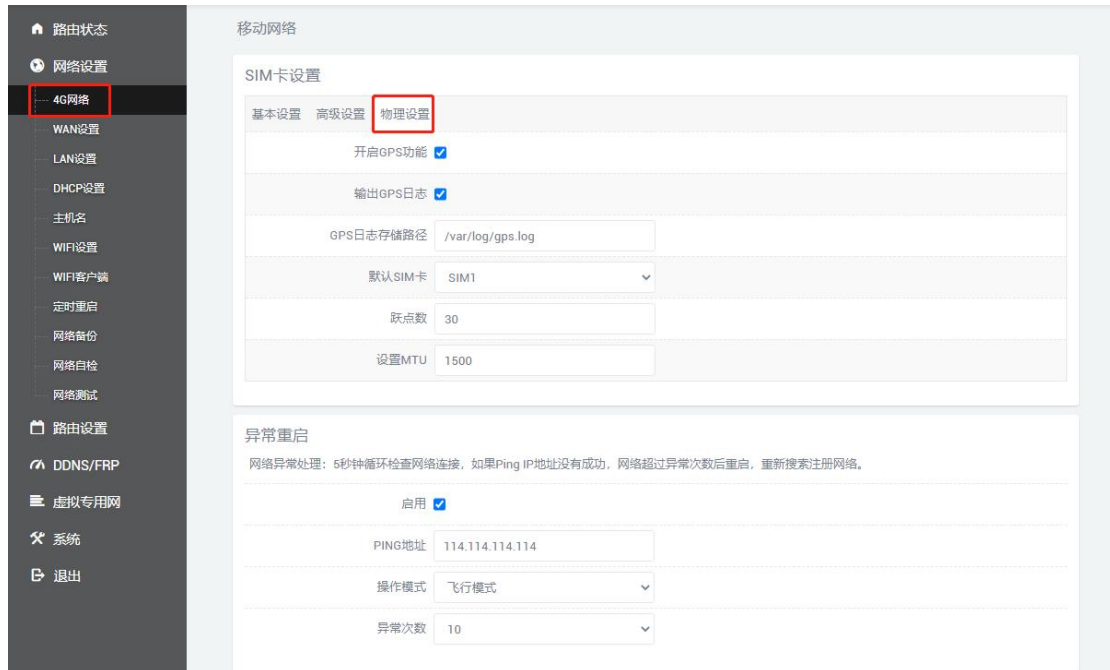 路由状态
网络设置
4G网络
WAN设置
LAN设置
DHCP设置
主机名
WIFI设置
WIFI客户端
定时重启
网络备份
网络自检
网络测试
路由设置
DDNS/FRP
虚拟专用网
系统
退出
移动网络
SIM卡设置
基本设置 高级设置 物理设置
开启GPS功能
输出GPS日志
GPS日志存储路径 /var/log/gps.log
默认SIM卡 SIM1
跃点数 30
设置MTU 1500
异常重启
网络异常处理：5秒钟循环检查网络连接，如果Ping IP地址没有成功，网络超过异常次数后重启，重新搜索注册网络。
启用
PING地址 114.114.114.114
操作模式 飞行模式
异常次数 10